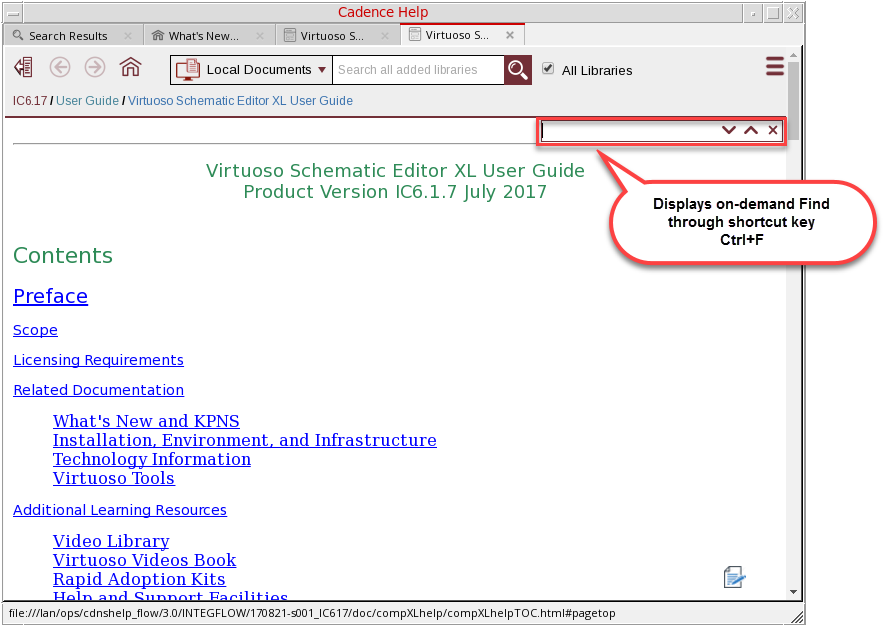 Cadence Help
Search Results
What's New...
Virtuoso S...
Virtuoso S...
Local Documents
Search all added libraries
All Libraries
IC6.17 / User Guide / Virtuoso Schematic Editor XL User Guide
Displays on-demand Find
through shortcut key
Ctrl+F
Virtuoso Schematic Editor XL User Guide
Product Version IC6.1.7 July 2017
Contents
Preface
Scope
Licensing Requirements
Related Documentation
What's New and KPNS
Installation, Environment, and Infrastructure
Technology Information
Virtuoso Tools
Additional Learning Resources
Video Library
Virtuoso Videos Book
Rapid Adoption Kits
Help and Support Facilities
file:///lan/ops/cdnshelp_flow/3.0/INTEGFLOW/170821-s001_IC617/doc/compXLhelp/compXLhelpTOC.html#pagetop